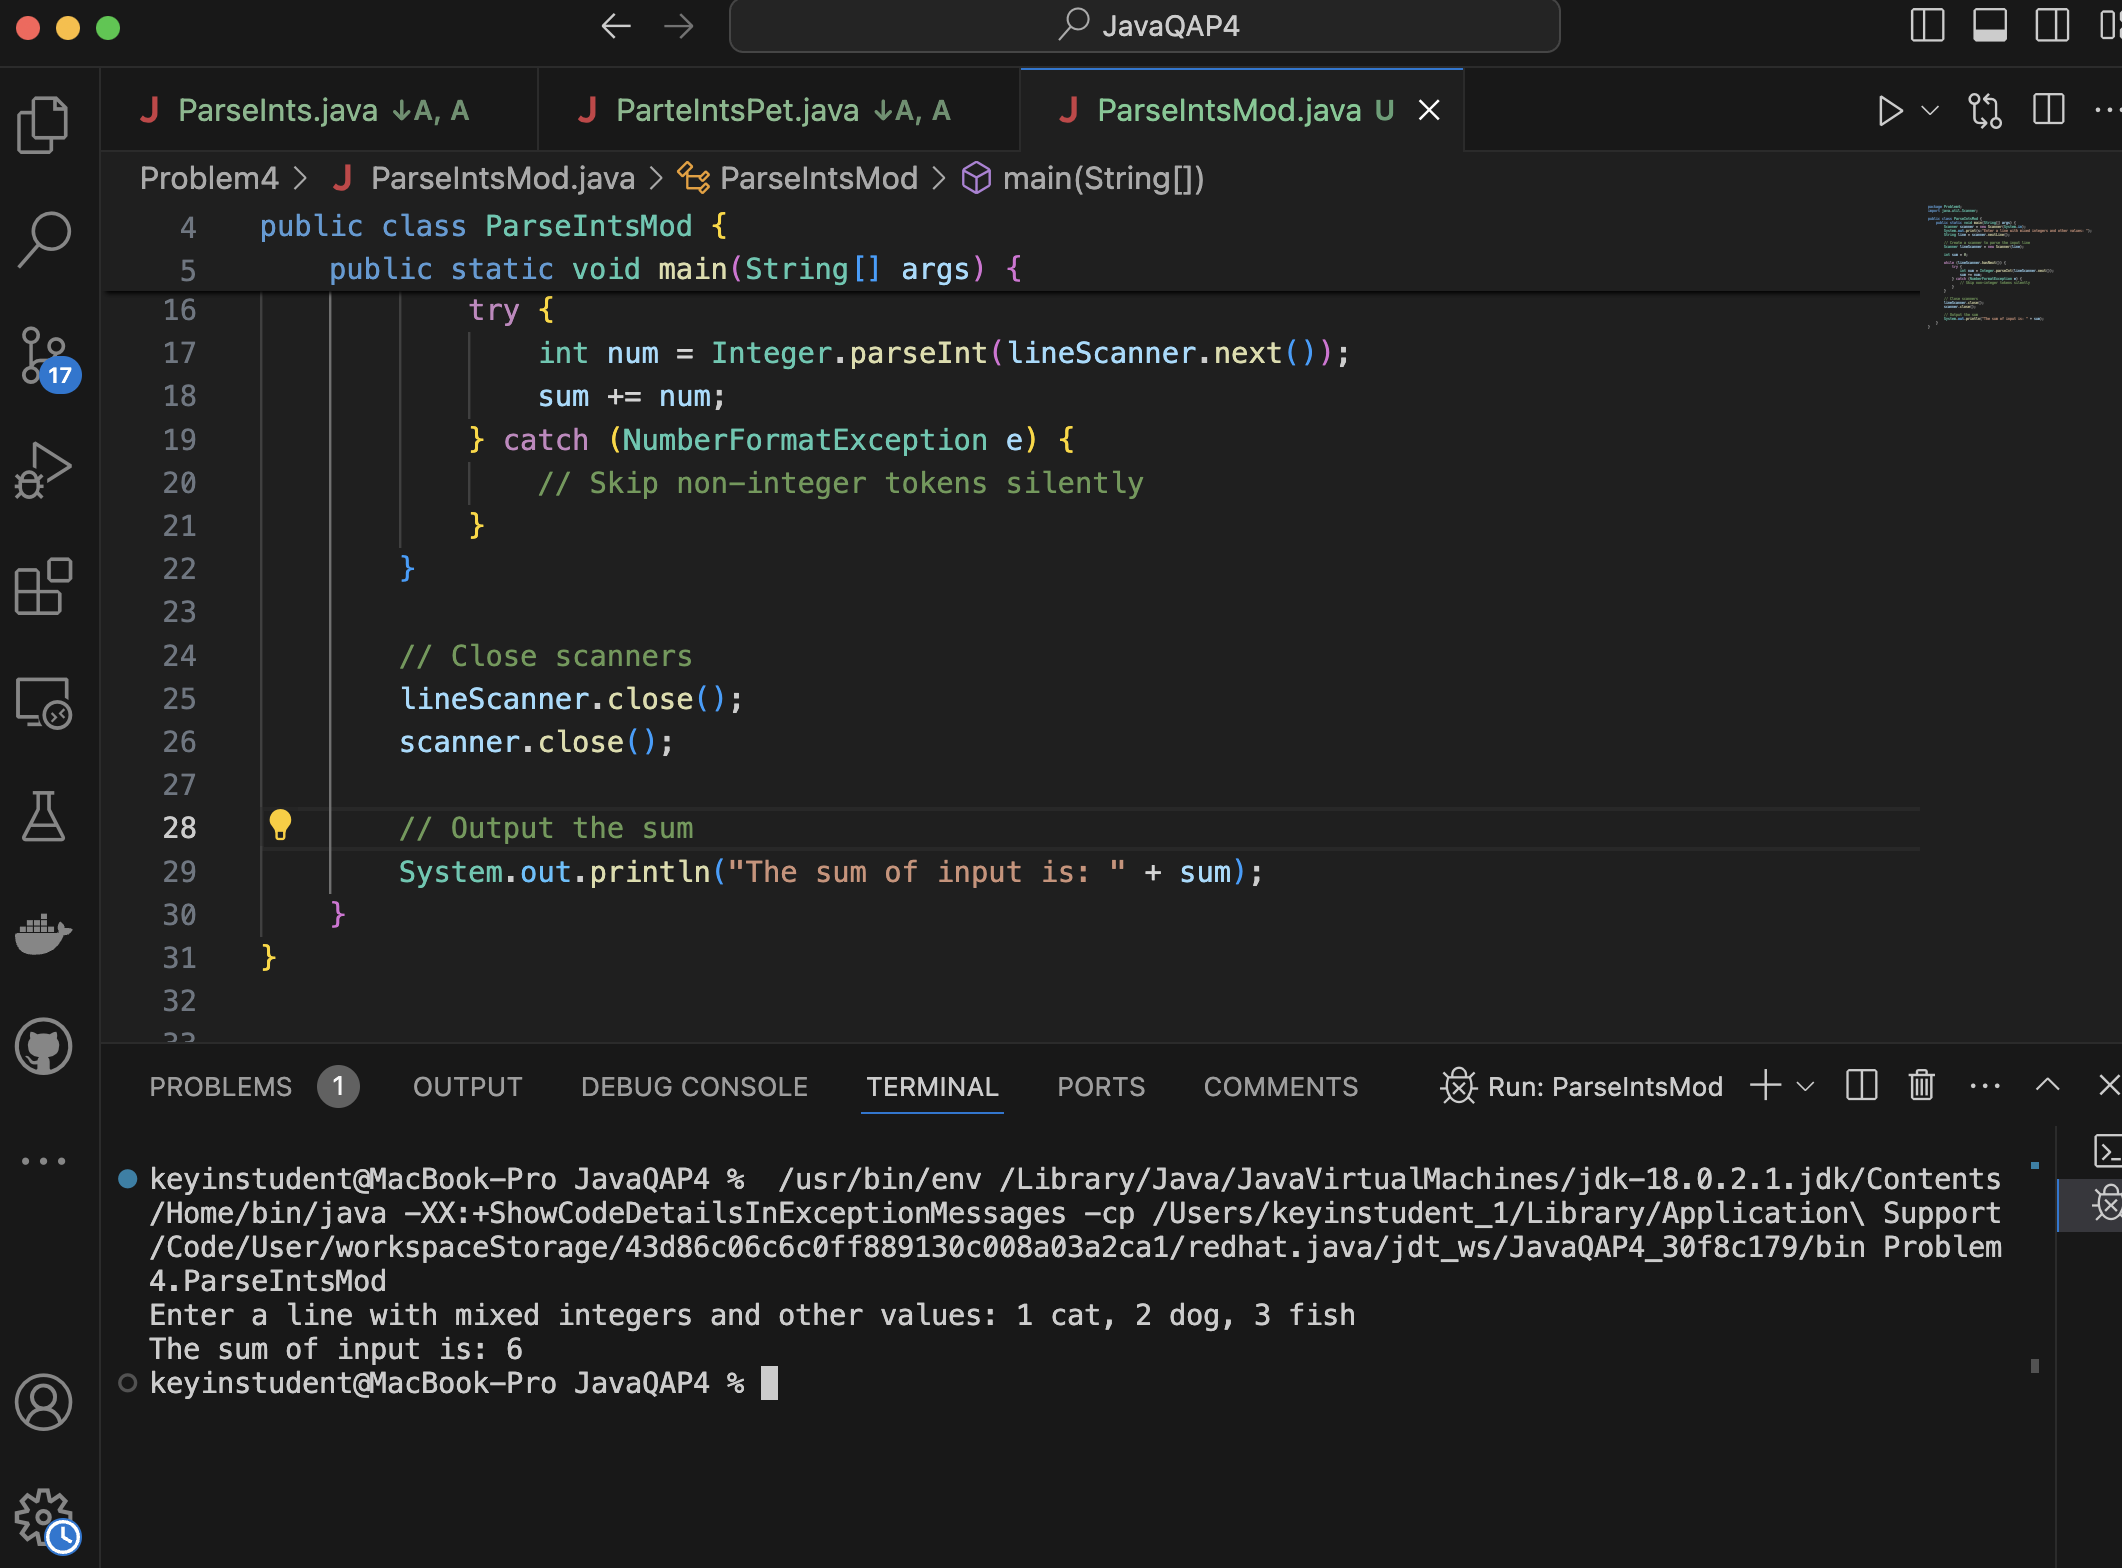 JavaQAP4
ParseInts.java ↓A, A
ParteIntsPet.java ↓A, A
ParseIntsMod.java U
Problem4 > ParseIntsMod.java > ParseIntsMod > main(String[])
4 public class ParseIntsMod {
5 public static void main(String[] args) {
16 try {
17 int num = Integer.parseInt(lineScanner.next());
18 sum += num;
19 } catch (NumberFormatException e) {
20 // Skip non-integer tokens silently
21 }
22 }
23
24 // Close scanners
25 lineScanner.close();
26 scanner.close();
27
28 // Output the sum
29 System.out.println("The sum of input is: " + sum);
30 }
31 }
32
33
17
PROBLEMS 1 OUTPUT DEBUG CONSOLE TERMINAL PORTS COMMENTS Run: ParseIntsMod
keyinstudent@MacBook-Pro JavaQAP4 % /usr/bin/env /Library/Java/JavaVirtualMachines/jdk-18.0.2.1.jdk/Contents
/Home/bin/java -XX:+ShowCodeDetailsInExceptionMessages -cp /Users/keyinstudent_1/Library/Application\ Support
/Code/User/workspaceStorage/43d86c06c6c0ff889130c008a03a2ca1/redhat.java/jdt_ws/JavaQAP4_30f8c179/bin Problem
4.ParseIntsMod
Enter a line with mixed integers and other values: 1 cat, 2 dog, 3 fish
The sum of input is: 6
keyinstudent@MacBook-Pro JavaQAP4 %